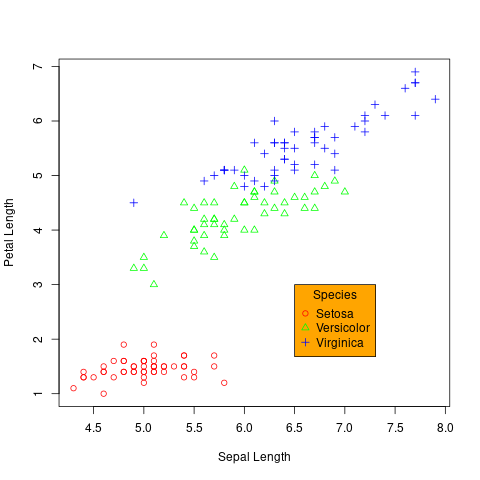 7
6
5
4
3
2
1
Petal Length
Species
Setosa
Versicolor
Virginica
4.5 5.0 5.5 6.0 6.5 7.0 7.5 8.0
Sepal Length